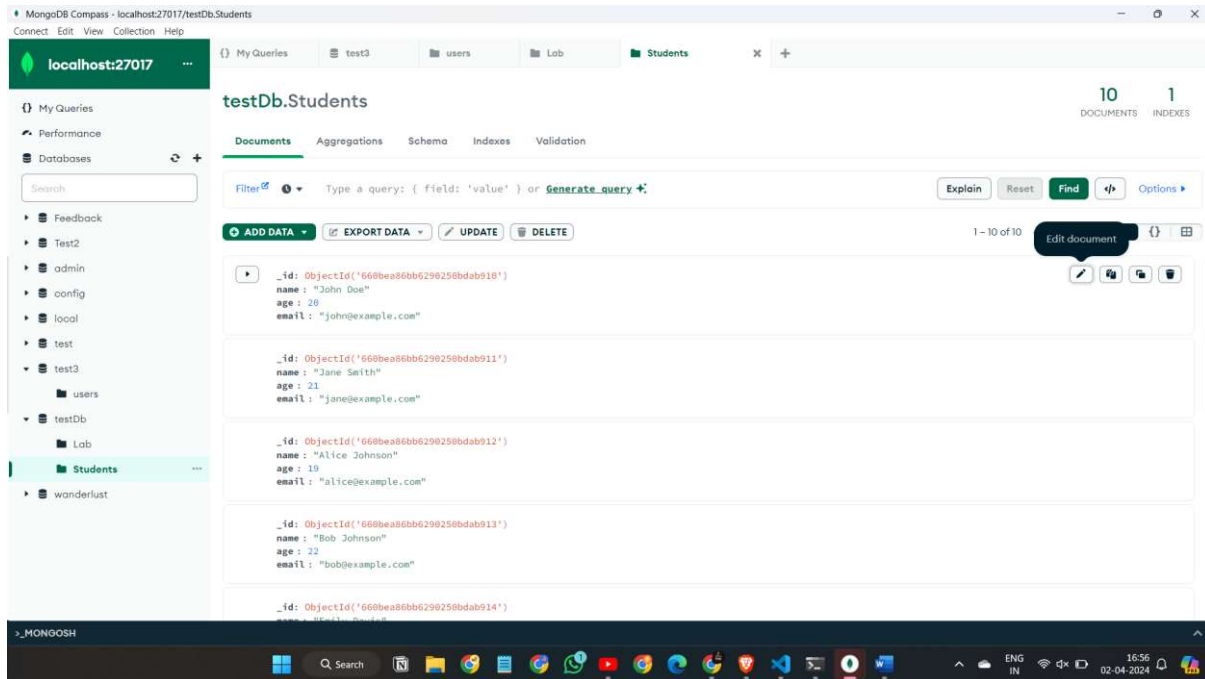 MongoDB Compass - localhost:27017/testDb.Students
Connect Edit View Collection Help
localhost:27017 ...
{} My Queries
Performance
Databases
Search
Feedback
Test2
admin
config
local
test
test3
users
testDb
Lab
Students ...
wanderlust
{} My Queries test3 users Lab Students
testDb.Students
10 DOCUMENTS
1 INDEXES
Documents Aggregations Schema Indexes Validation
Filter Type a query: { field: 'value' } or Generate query
Explain Reset Find </> Options
ADD DATA EXPORT DATA UPDATE DELETE
1 – 10 of 10 {}
Edit document
_id: ObjectId('660bea86bb6290250bdab910')
name : "John Doe"
age : 20
email : "john@example.com"
_id: ObjectId('660bea86bb6290250bdab911')
name : "Jane Smith"
age : 21
email : "jane@example.com"
_id: ObjectId('660bea86bb6290250bdab912')
name : "Alice Johnson"
age : 19
email : "alice@example.com"
_id: ObjectId('660bea86bb6290250bdab913')
name : "Bob Johnson"
age : 22
email : "bob@example.com"
_id: ObjectId('660bea86bb6290250bdab914')
>_MONGOSH
Search
ENG
IN
16:56
02-04-2024